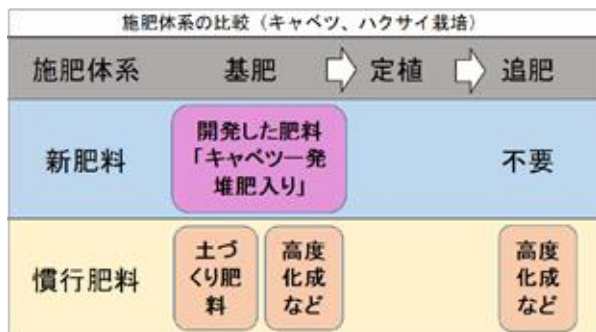 施肥体系の比較（キャベツ、ハクサイ栽培）
施肥体系 基肥 定植 追肥
新肥料
開発した肥料
「キャベツ一発
堆肥入り」
不要
慣行肥料
土づ
くり肥
料
高度
化成
など
高度
化成
など